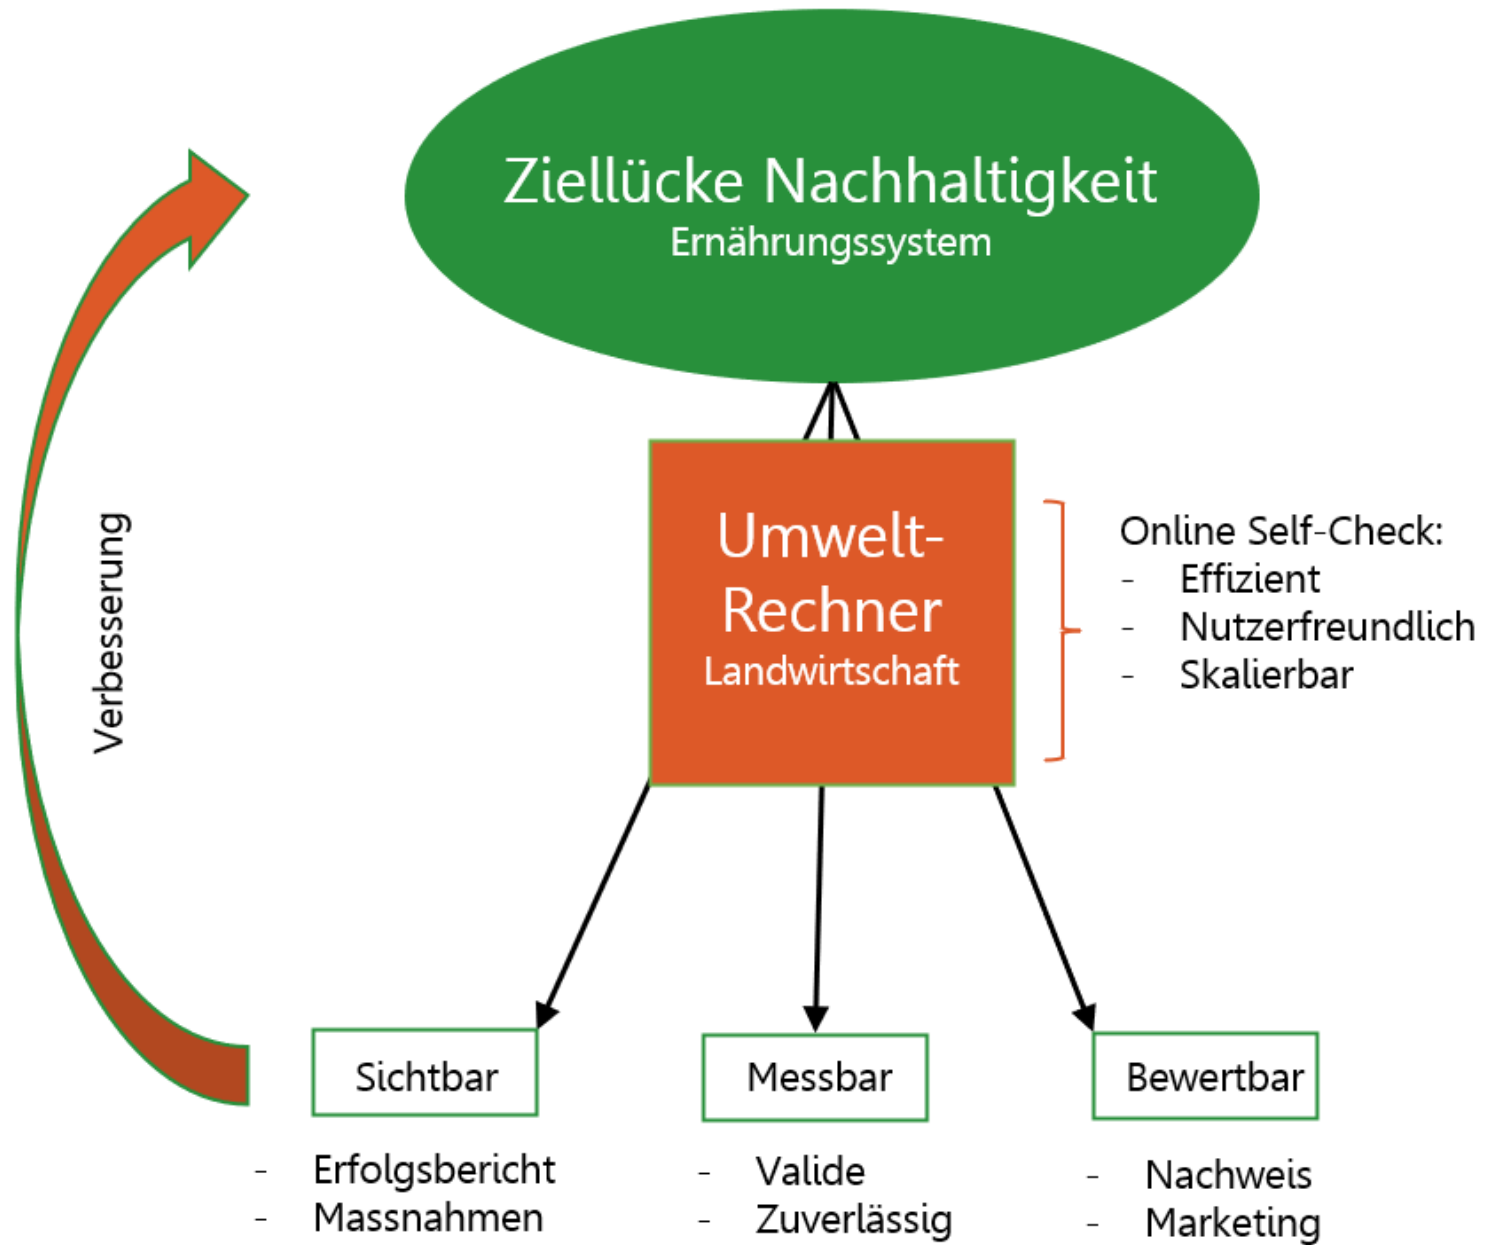 Ziellücke Nachhaltigkeit
Ernährungssystem
Umwelt-
Rechner
Landwirtschaft
Online Self-Check:
- Effizient
- Nutzerfreundlich
- Skalierbar
Verbesserung
Sichtbar
- Erfolgsbericht
- Massnahmen
Messbar
- Valide
- Zuverlässig
Bewertbar
- Nachweis
- Marketing